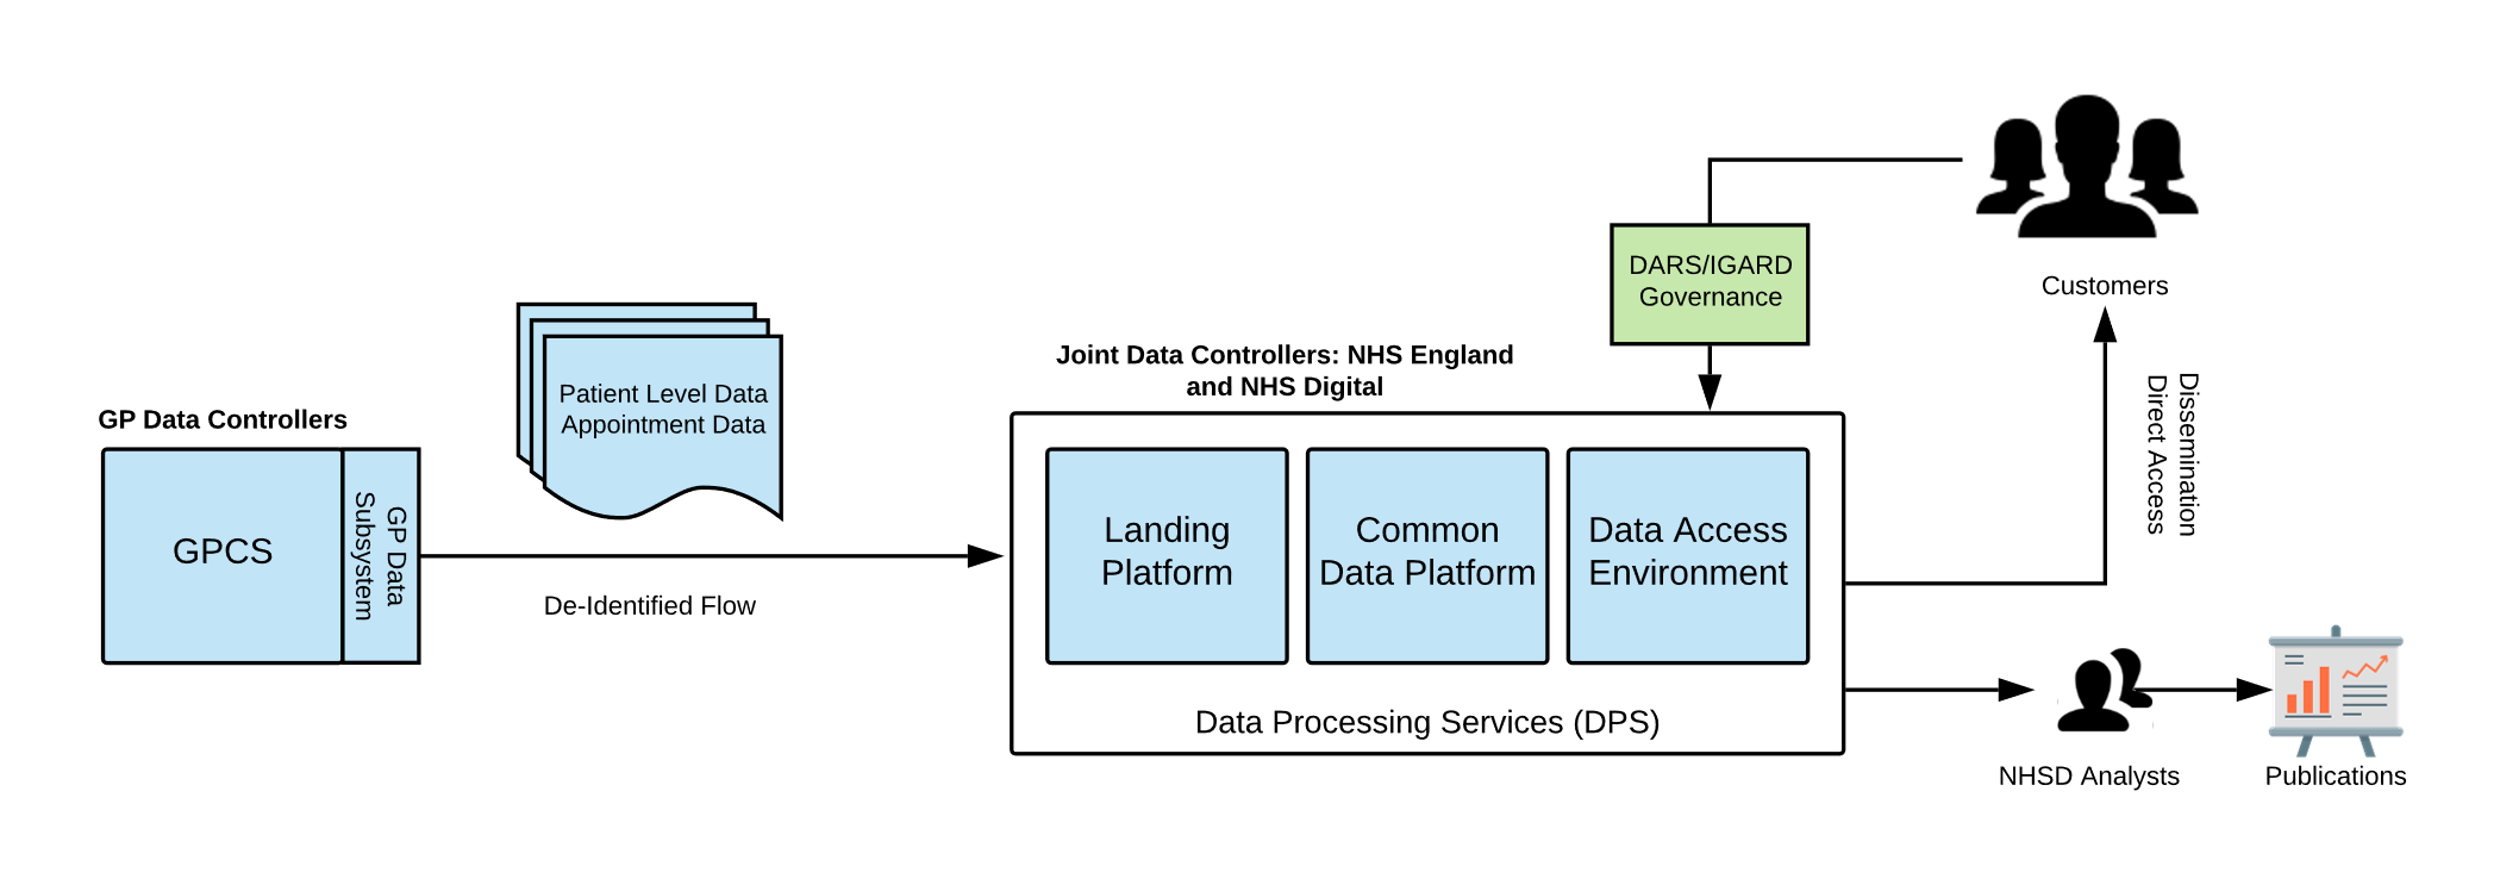 GP Data Controllers
GPCS
GP Data
Subsystem
Patient Level Data
Appointment Data
De-Identified Flow
Joint Data Controllers: NHS England
and NHS Digital
Landing
Platform
Common
Data Platform
Data Access
Environment
Data Processing Services (DPS)
DARS/IGARD
Governance
Customers
Dissemination
Direct Access
NHSD Analysts
Publications